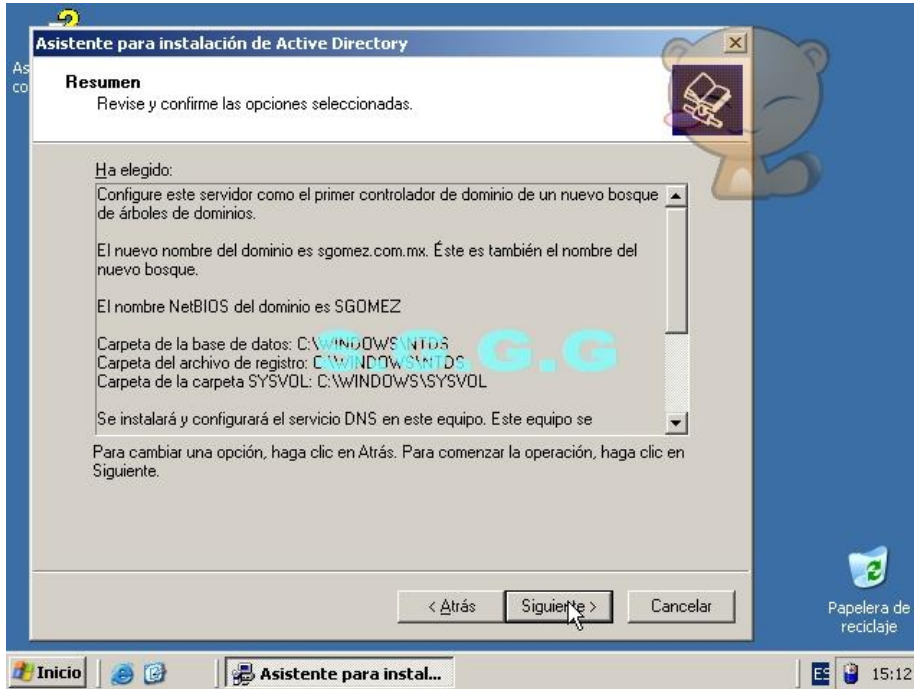 Asistente para instalación de Active Directory
As
co
Resumen
Revise y confirme las opciones seleccionadas.
Ha elegido:
Configure este servidor como el primer controlador de dominio de un nuevo bosque
de árboles de dominios.
El nuevo nombre del dominio es sgomez.com.mx. Éste es también el nombre del
nuevo bosque.
El nombre NetBIOS del dominio es SGOMEZ
Carpeta de la base de datos: C:\WINDOWS\NTDS
Carpeta del archivo de registro: C:\WINDOWS\NTDS
Carpeta de la carpeta SYSVOL: C:\WINDOWS\SYSVOL
S.G.G.G
Se instalará y configurará el servicio DNS en este equipo. Este equipo se
Para cambiar una opción, haga clic en Atrás. Para comenzar la operación, haga clic en
Siguiente.
< Atrás
Siguiente >
Cancelar
Papelera de
reciclaje
Inicio
Asistente para instal...
ES
15:12